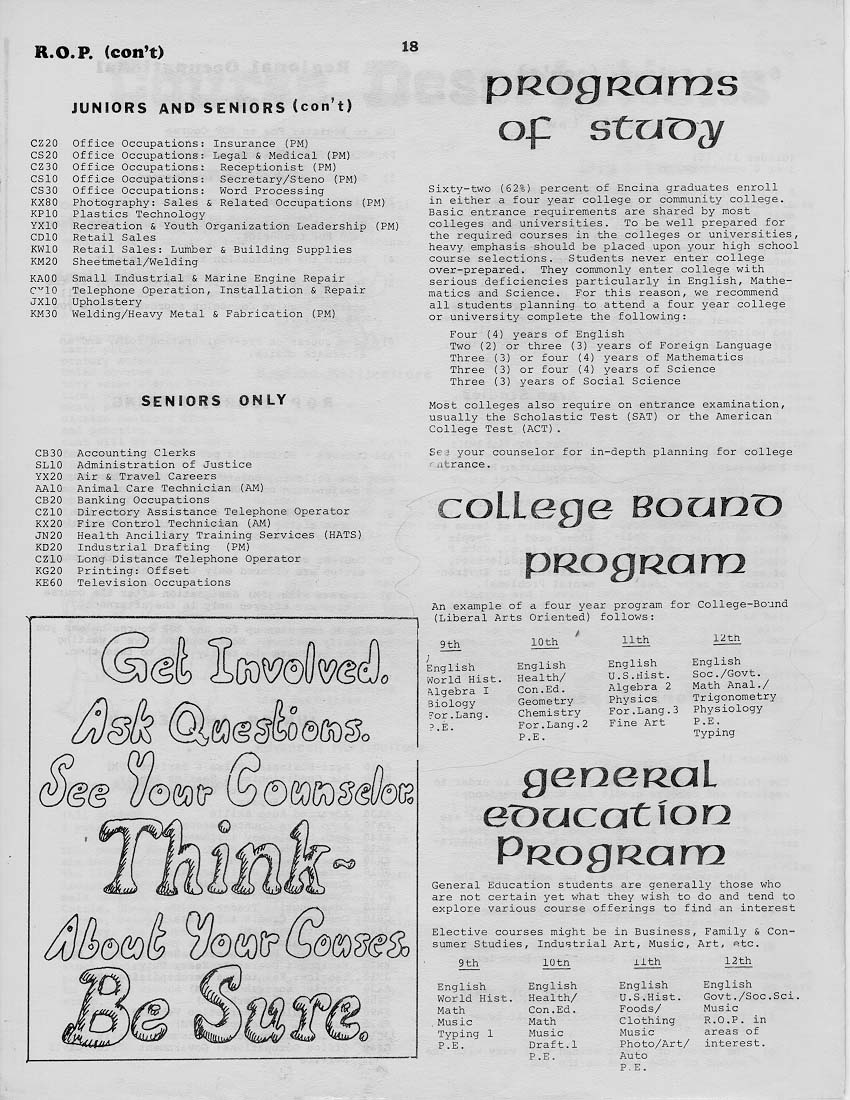 R.O.P. (con't)
18
JUNIORS AND SENIORS (con't)
CZ20 Office Occupations: Insurance (PM)
CS20 Office Occupations: Legal & Medical (PM)
CZ30 Office Occupations: Receptionist (PM)
CS10 Office Occupations: Secretary/Steno (PM)
CS30 Office Occupations: Word Processing
KX80 Photography: Sales & Related Occupations (PM)
KP10 Plastics Technology
YX10 Recreation & Youth Organization Leadership (PM)
CD10 Retail Sales
KW10 Retail Sales: Lumber & Building Supplies
KM20 Sheetmetal/Welding
KA00 Small Industrial & Marine Engine Repair
Telephone Operation, Installation & Repair
JX10 Upholstery
KM30 Welding/Heavy Metal & Fabrication (PM)
SENIORS ONLY
CB30 Accounting Clerks
SL10 Administration of Justice
YX20 Air & Travel Careers
AA10 Animal Care Technician (AM)
CB20 Banking Occupations
CZ10 Directory Assistance Telephone Operator
KX20 Fire Control Technician (AM)
JN20 Health Anciliary Training Services (HATS)
KD20 Industrial Drafting (PM)
CZ10 Long Distance Telephone Operator
KG20 Printing: Offset
KE60 Television Occupations
Get Involved.
Ask Questions.
See Your Counselor.
Think~
About Your Courses.
Be Sure.
programs
of study
Sixty-two (62%) percent of Encina graduates enroll
in either a four year college or community college.
Basic entrance requirements are shared by most
colleges and universities. To be well prepared for
the required courses in the colleges or universities,
heavy emphasis should be placed upon your high school
course selections. Students never enter college
over-prepared. They commonly enter college with
serious deficiencies particularly in English, Mathe-
matics and Science. For this reason, we recommend
all students planning to attend a four year college
or university complete the following:
Four (4) years of English
Two (2) or three (3) years of Foreign Language
Three (3) or four (4) years of Mathematics
Three (3) or four (4) years of Science
Three (3) years of Social Science
Most colleges also require on entrance examination,
usually the Scholastic Test (SAT) or the American
College Test (ACT).
See your counselor for in-depth planning for college
entrance.
College Bound
program
An example of a four year program for College-Bound
(Liberal Arts Oriented) follows:
9th
English
World Hist.
Algebra I
Biology
For.Lang.
P.E.
10th
English
Health/
Con.Ed.
Geometry
Chemistry
For.Lang.2
P.E.
11th
English
U.S.Hist.
Algebra 2
Physics
For.Lang.3
Fine Art
12th
English
Soc./Govt.
Math Anal./
Trigonometry
Physiology
P.E.
Typing
general
education
Program
General Education students are generally those who
are not certain yet what they wish to do and tend to
explore various course offerings to find an interest
Elective courses might be in Business, Family & Con-
sumer Studies, Industrial Art, Music, Art, etc.
9th
English
World Hist.
Math
Music
Typing 1
P.E.
10th
English
Health/
Con.Ed.
Math
Music
Draft.1
P.E.
11th
English
U.S.Hist.
Foods/
Clothing
Music
Photo/Art/
Auto
P.E.
12th
English
Govt./Soc.Sci.
Music
R.O.P. in
areas of
interest.